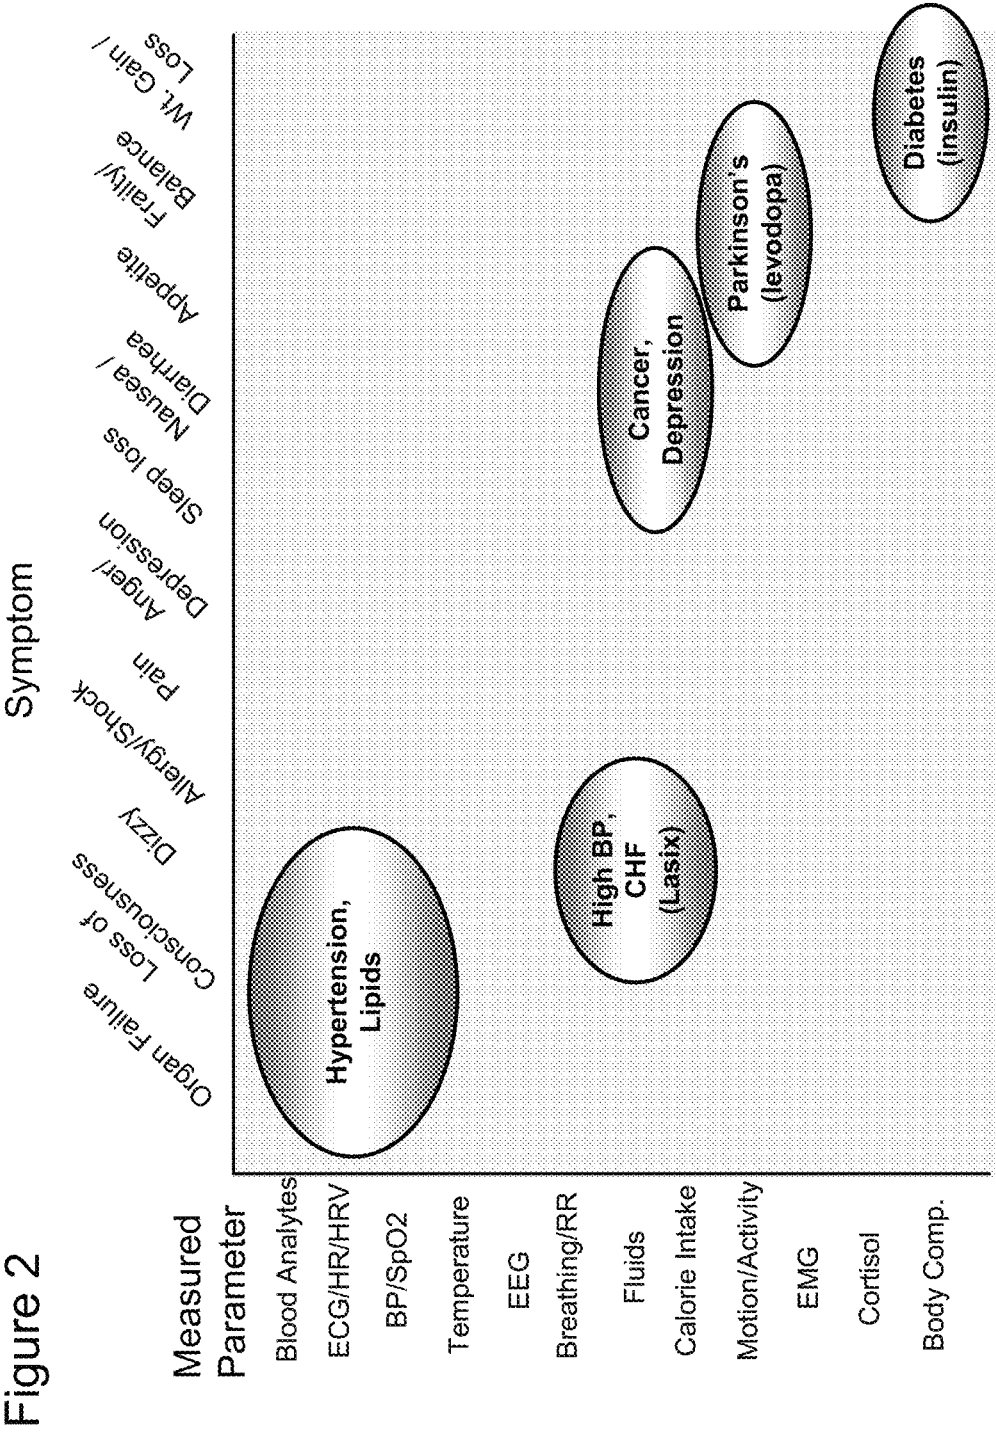 Figure 2
Symptom
Measured
Parameter
Organ Failure
Loss of
Consciousness
Dizzy
Allergy/Shock
Pain
Anger/
Depression
Sleep loss
Nausea /
Diarrhea
Appetite
Frailty/
Balance
Wt. Gain /
Loss
Blood Analytes
ECG/HR/HRV
BP/SpO2
Temperature
EEG
Breathing/RR
Fluids
Calorie Intake
Motion/Activity
EMG
Cortisol
Body Comp.
Hypertension,
Lipids
High BP,
CHF
(Lasix)
Cancer,
Depression
Parkinson's
(levodopa)
Diabetes
(insulin)